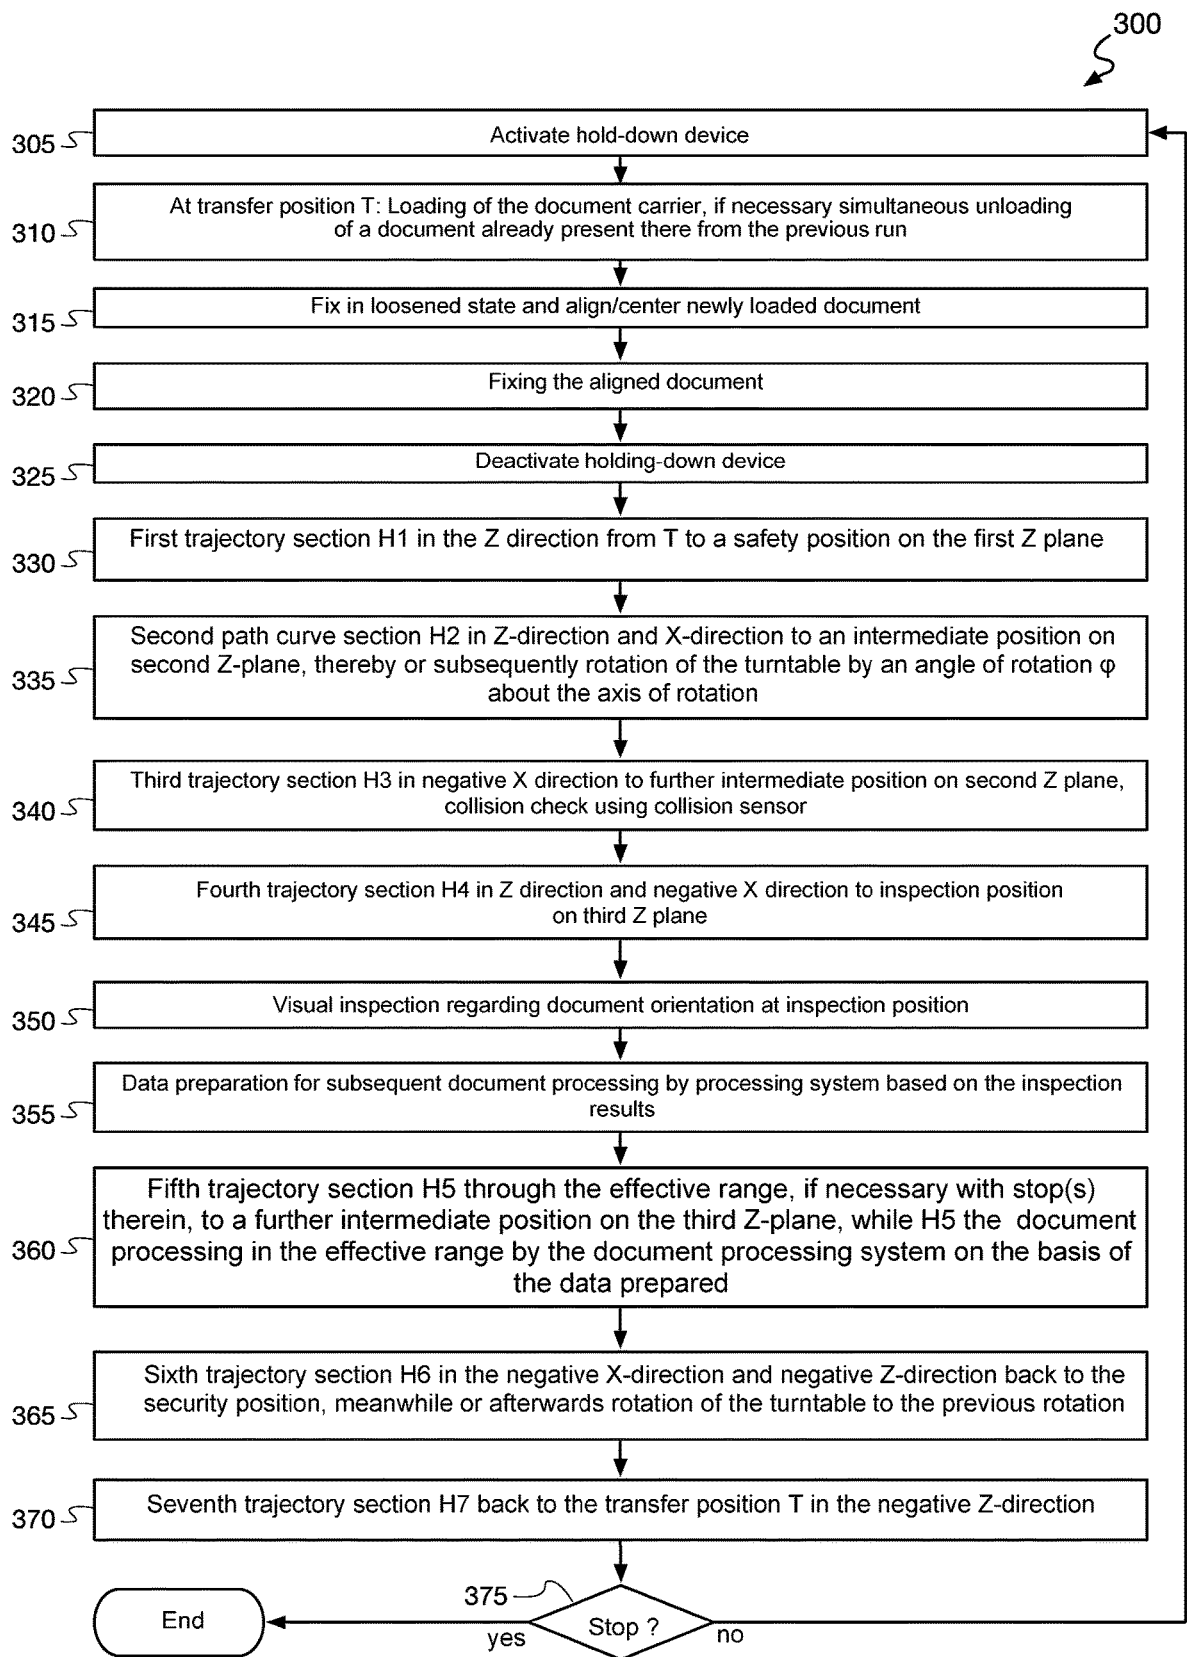 300
305
Activate hold-down device
310
At transfer position T: Loading of the document carrier, if necessary simultaneous unloading
of a document already present there from the previous run
315
Fix in loosened state and align/center newly loaded document
320
Fixing the aligned document
325
Deactivate holding-down device
330
First trajectory section H1 in the Z direction from T to a safety position on the first Z plane
335
Second path curve section H2 in Z-direction and X-direction to an intermediate position on
second Z-plane, thereby or subsequently rotation of the turntable by an angle of rotation φ
about the axis of rotation
340
Third trajectory section H3 in negative X direction to further intermediate position on second Z plane,
collision check using collision sensor
345
Fourth trajectory section H4 in Z direction and negative X direction to inspection position
on third Z plane
350
Visual inspection regarding document orientation at inspection position
355
Data preparation for subsequent document processing by processing system based on the inspection
results
360
Fifth trajectory section H5 through the effective range, if necessary with stop(s)
therein, to a further intermediate position on the third Z-plane, while H5 the document
processing in the effective range by the document processing system on the basis of
the data prepared
365
Sixth trajectory section H6 in the negative X-direction and negative Z-direction back to the
security position, meanwhile or afterwards rotation of the turntable to the previous rotation
370
Seventh trajectory section H7 back to the transfer position T in the negative Z-direction
375
End
yes
Stop ?
no